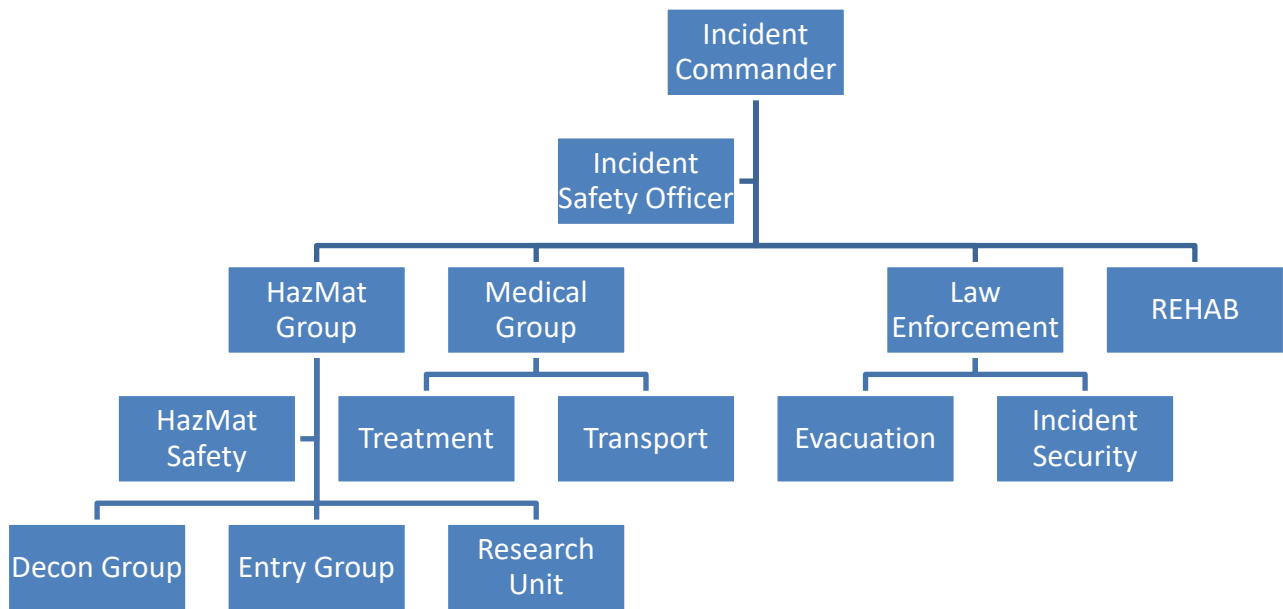 Incident
Commander
Incident
Safety Officer
HazMat
Group
Medical
Group
Law
Enforcement
REHAB
HazMat
Safety
Treatment
Transport
Evacuation
Incident
Security
Decon Group
Entry Group
Research
Unit